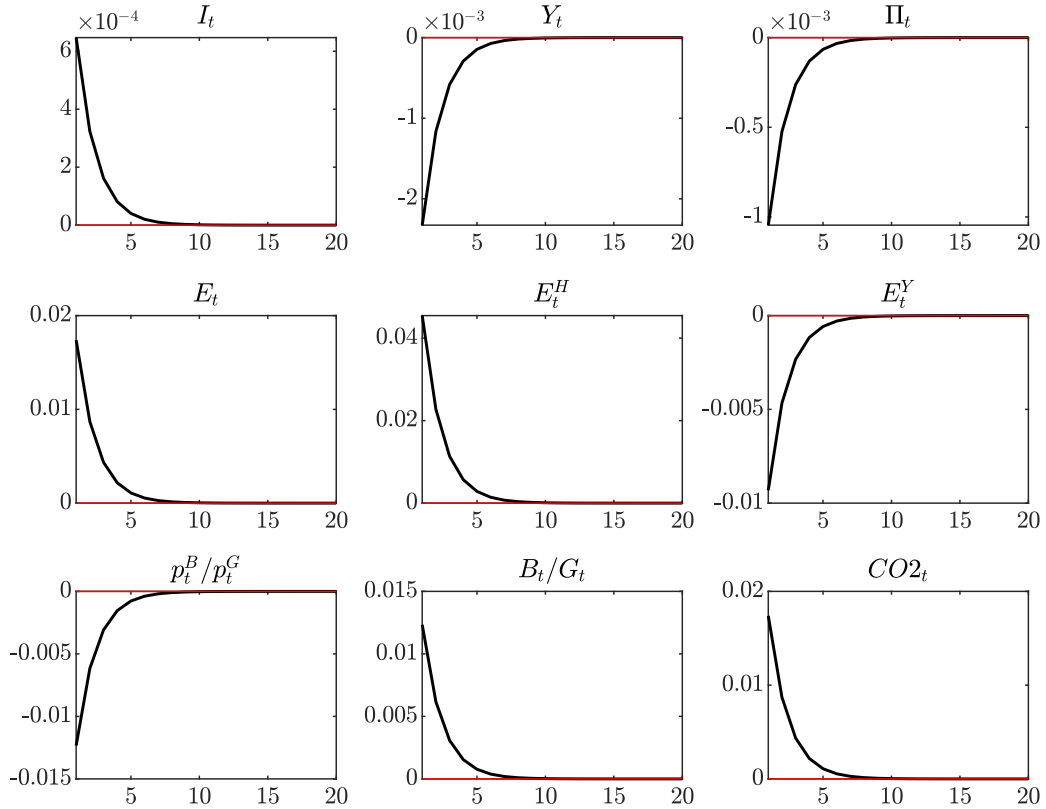 I_t Y_t Π_t
×10^{-4} ×10^{-3} ×10^{-3}
6 0 0
4 -1 -0.5
2 -2 -1
0
5 10 15 20 5 10 15 20 5 10 15 20
E_t E_t^H E_t^Y
0.02 0.04 0
0.01 0.02 -0.005
0 0 -0.01
5 10 15 20 5 10 15 20 5 10 15 20
p_t^B/p_t^G B_t/G_t CO2_t
0 0.015 0.02
-0.005 0.01 0.01
-0.01 0.005 0
-0.015 0
5 10 15 20 5 10 15 20 5 10 15 20